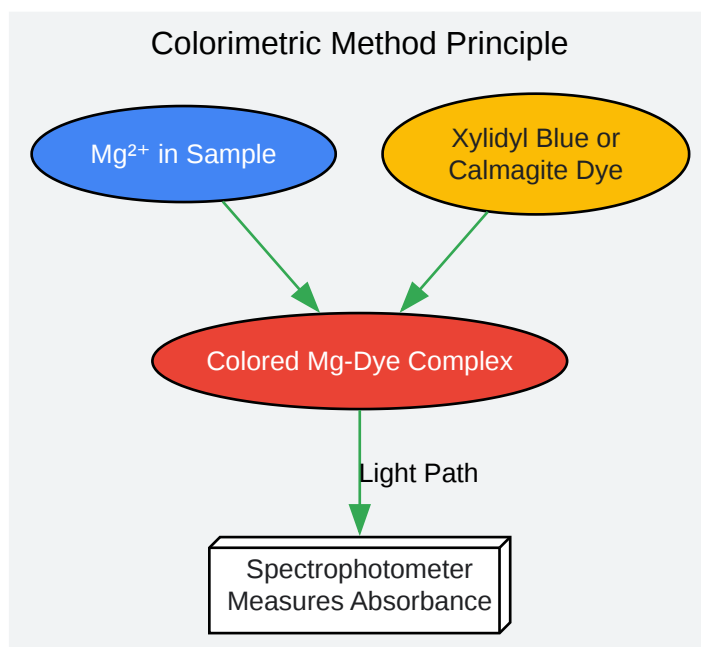 Colorimetric Method Principle
Mg²⁺ in Sample
Xylidyl Blue or
Calmagite Dye
Colored Mg-Dye Complex
Light Path
Spectrophotometer
Measures Absorbance